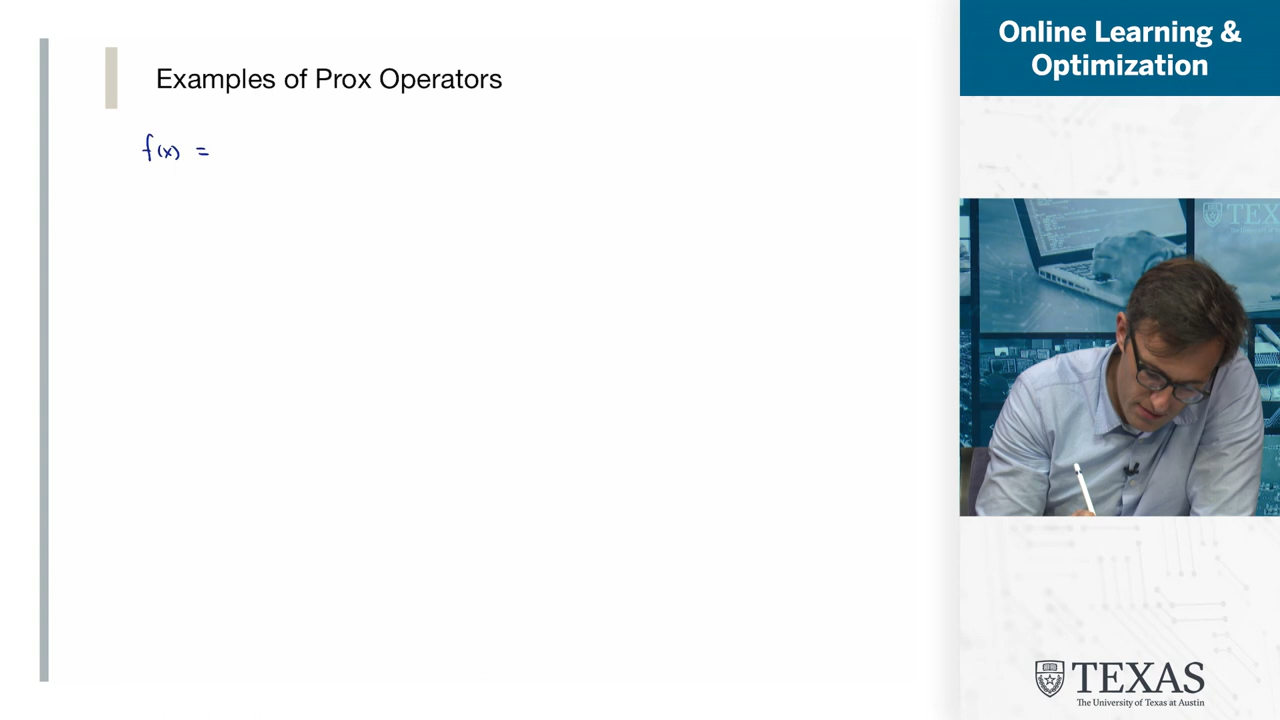 Examples of Prox Operators
f(x) =
Online Learning &
Optimization
TEXAS
The University of Texas at Austin